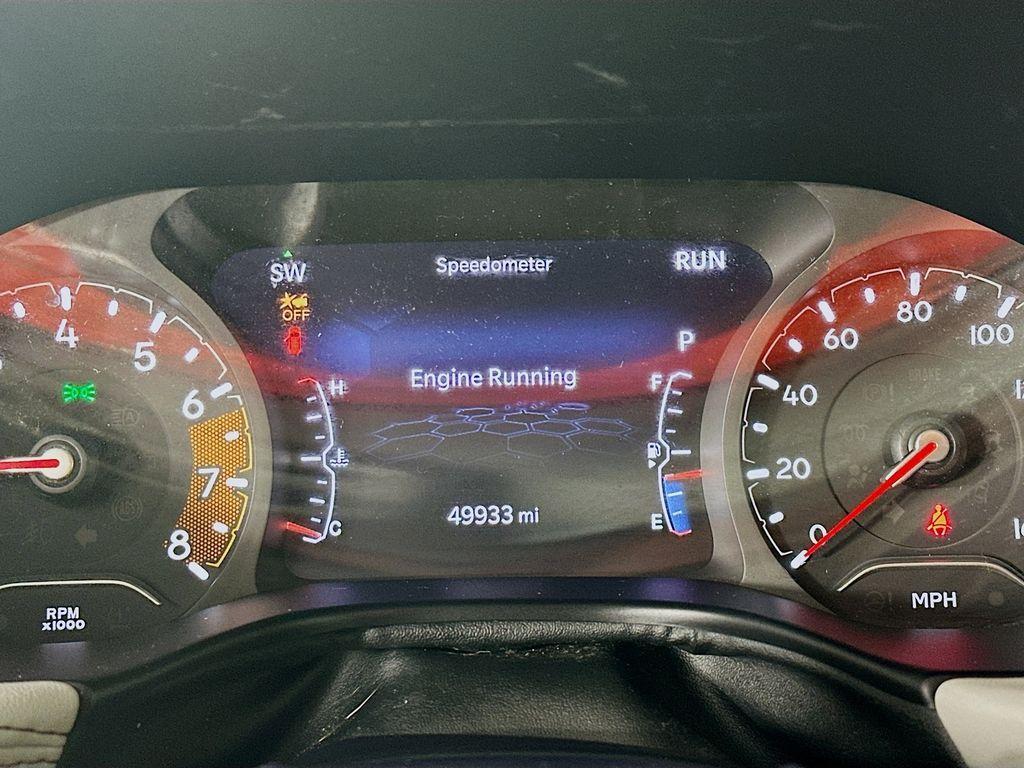 SW
Speedometer
RUN
OFF
P
4
5
6
7
8
RPM
x1000
H
C
Engine Running
F
E
49933 mi
0
20
40
60
80
100
MPH